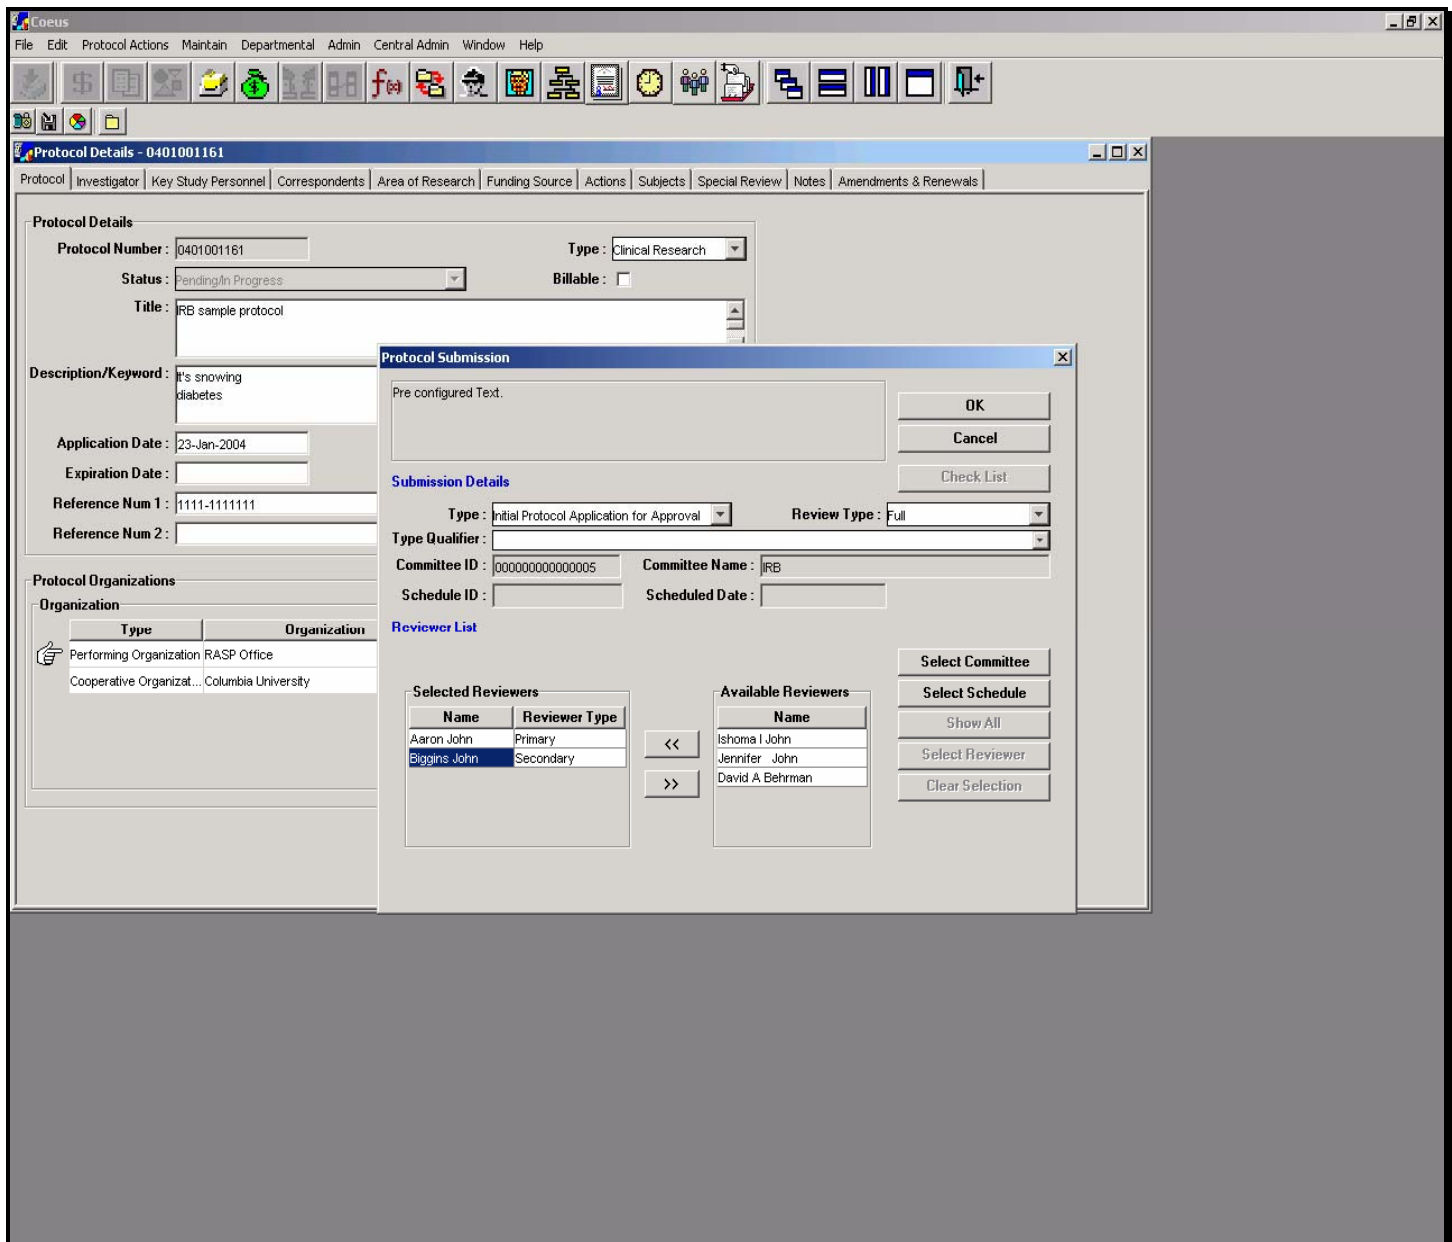 Coeus
File Edit Protocol Actions Maintain Departmental Admin Central Admin Window Help
Protocol Details - 0401001161
Protocol Investigator Key Study Personnel Correspondents Area of Research Funding Source Actions Subjects Special Review Notes Amendments & Renewals
Protocol Details
Protocol Number : 0401001161 Type : Clinical Research
Status : Pending/In Progress Billable :
Title : IRB sample protocol
Description/Keyword : It's snowing
diabetes
Application Date : 23-Jan-2004
Expiration Date :
Reference Num 1 : 1111-1111111
Reference Num 2 :
Protocol Organizations
Organization
Type Organization
Performing Organization RASP Office
Cooperative Organizat... Columbia University
Protocol Submission
Pre configured Text.
OK
Cancel
Check List
Submission Details
Type : Initial Protocol Application for Approval Review Type : Full
Type Qualifier :
Committee ID : 000000000000005 Committee Name : IRB
Schedule ID : Scheduled Date :
Reviewer List
Selected Reviewers
Name Reviewer Type
Aaron John Primary
Biggins John Secondary
<<
>>
Available Reviewers
Name
Ishoma I John
Jennifer John
David A Behrman
Select Committee
Select Schedule
Show All
Select Reviewer
Clear Selection